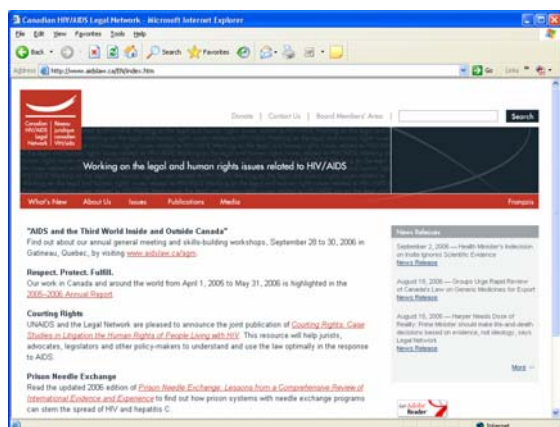 Canadian HIV/AIDS Legal Network - Microsoft Internet Explorer
File Edit View Favorites Tools Help
Back Search Favorites
Address http://www.aidslaw.ca/EN/index.htm Go Links
Donate | Contact Us | Board Members' Area Search
Canadian HIV/AIDS Legal Network
Réseau juridique canadien VIH/sida
Working on the legal and human rights issues related to HIV/AIDS
What's New About Us Issues Publications Media Français
"AIDS and the Third World Inside and Outside Canada"
Find out about our annual general meeting and skills-building workshops, September 28 to 30, 2006 in
Gatineau, Quebec, by visiting www.aidslaw.ca/agm.
Respect. Protect. Fulfill.
Our work in Canada and around the world from April 1, 2005 to May 31, 2006 is highlighted in the
2005–2006 Annual Report.
Courting Rights
UNAIDS and the Legal Network are pleased to announce the joint publication of Courting Rights: Case
Studies in Litigation the Human Rights of People Living with HIV. This resource will help jurists,
advocates, legislators and other policy-makers to understand and use the law optimally in the response
to AIDS.
Prison Needle Exchange
Read the updated 2006 edition of Prison Needle Exchange: Lessons from a Comprehensive Review of
International Evidence and Experience to find out how prison systems with needle exchange programs
can stem the spread of HIV and hepatitis C.
News Releases
September 2, 2006 — Health Minister's Indecision
on Insite Ignores Scientific Evidence
News Release
August 18, 2006 — Groups Urge Rapid Review
of Canada's Law on Generic Medicines for Export
News Release
August 15, 2006 — Harper Needs Dose of
Reality: Prime Minister should make life-and-death
decisions based on evidence, not ideology, says
Legal Network
News Release
More
Get Adobe Reader
Internet